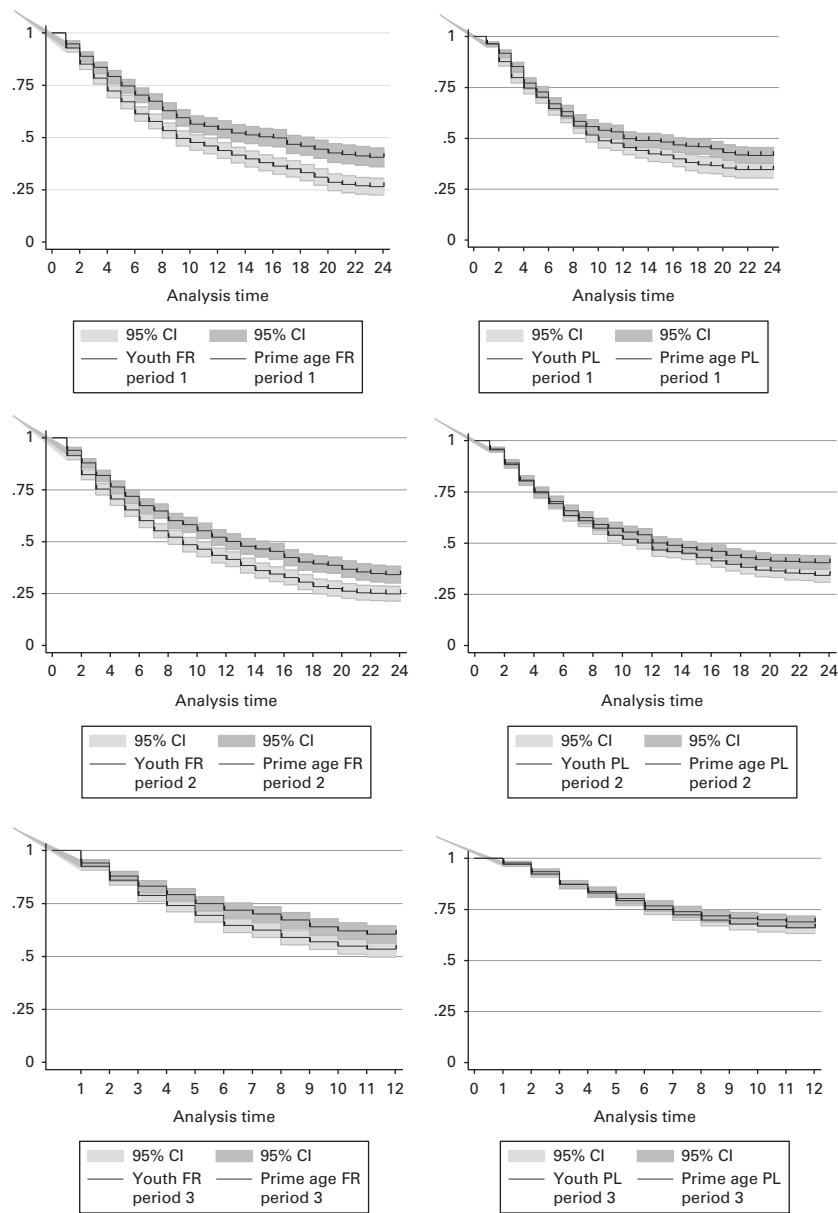 1
.75
.5
.25
0
0 2 4 6 8 10 12 14 16 18 20 22 24
Analysis time
95% CI 95% CI
Youth FR Prime age FR
period 1 period 1
1
.75
.5
.25
0
0 2 4 6 8 10 12 14 16 18 20 22 24
Analysis time
95% CI 95% CI
Youth PL Prime age PL
period 1 period 1
1
.75
.5
.25
0
0 2 4 6 8 10 12 14 16 18 20 22 24
Analysis time
95% CI 95% CI
Youth FR Prime age FR
period 2 period 2
1
.75
.5
.25
0
0 2 4 6 8 10 12 14 16 18 20 22 24
Analysis time
95% CI 95% CI
Youth PL Prime age PL
period 2 period 2
1
.75
.5
.25
0
1 2 3 4 5 6 7 8 9 10 11 12
Analysis time
95% CI 95% CI
Youth FR Prime age FR
period 3 period 3
1
.75
.5
.25
0
0 1 2 3 4 5 6 7 8 9 10 11 12
Analysis time
95% CI 95% CI
Youth PL Prime age PL
period 3 period 3